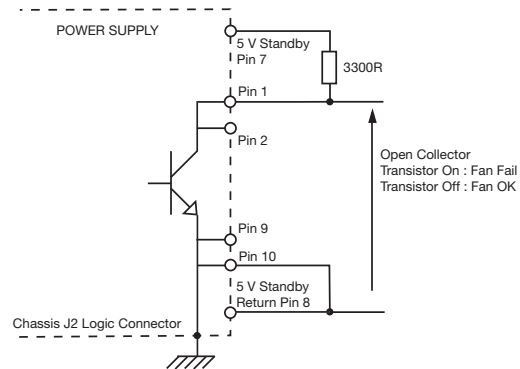 POWER SUPPLY
5 V Standby
Pin 7
3300R
Pin 1
Pin 2
Open Collector
Transistor On : Fan Fail
Transistor Off : Fan OK
Pin 9
Pin 10
5 V Standby
Return Pin 8
Chassis J2 Logic Connector